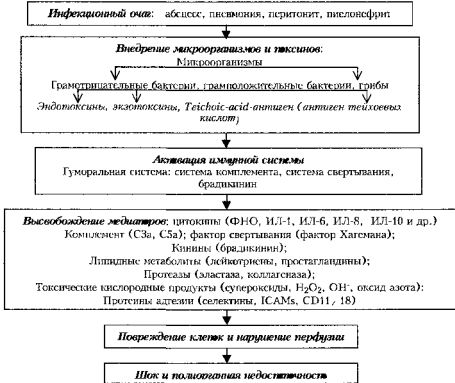 Инфекционный очаг: абсцесс, пневмония, перитонит, пиелонефрит
Внедрение микроорганизмов и токсинов:
Микроорганизмы
Грамотрицательные бактерии, грамположительные бактерии, грибы
Эндотоксины, экзотоксины, Teichoic-acid-антиген (антиген тейхоевых
кислот)
Активация иммунной системы
Гуморальная система: система комплемента, система свертывания,
брадикинин
Высвобождение медиаторов: цитокины (ФНО, ИЛ-1, ИЛ-6, ИЛ-8, ИЛ-10 и др.)
Комплемент (C3a, C5a); фактор свертывания (фактор Хагемана);
Кинины (брадикинин);
Липидные метаболиты (лейкотриены, простагландины);
Протеазы (эластаза, коллагеназа);
Токсические кислородные продукты (супероксиды, H₂O₂, OH⁻, оксид азота);
Протеины адгезии (селектины, ICAMs, CD11/18)
Повреждение клеток и нарушение перфузии
Шок и полиорганная недостаточность